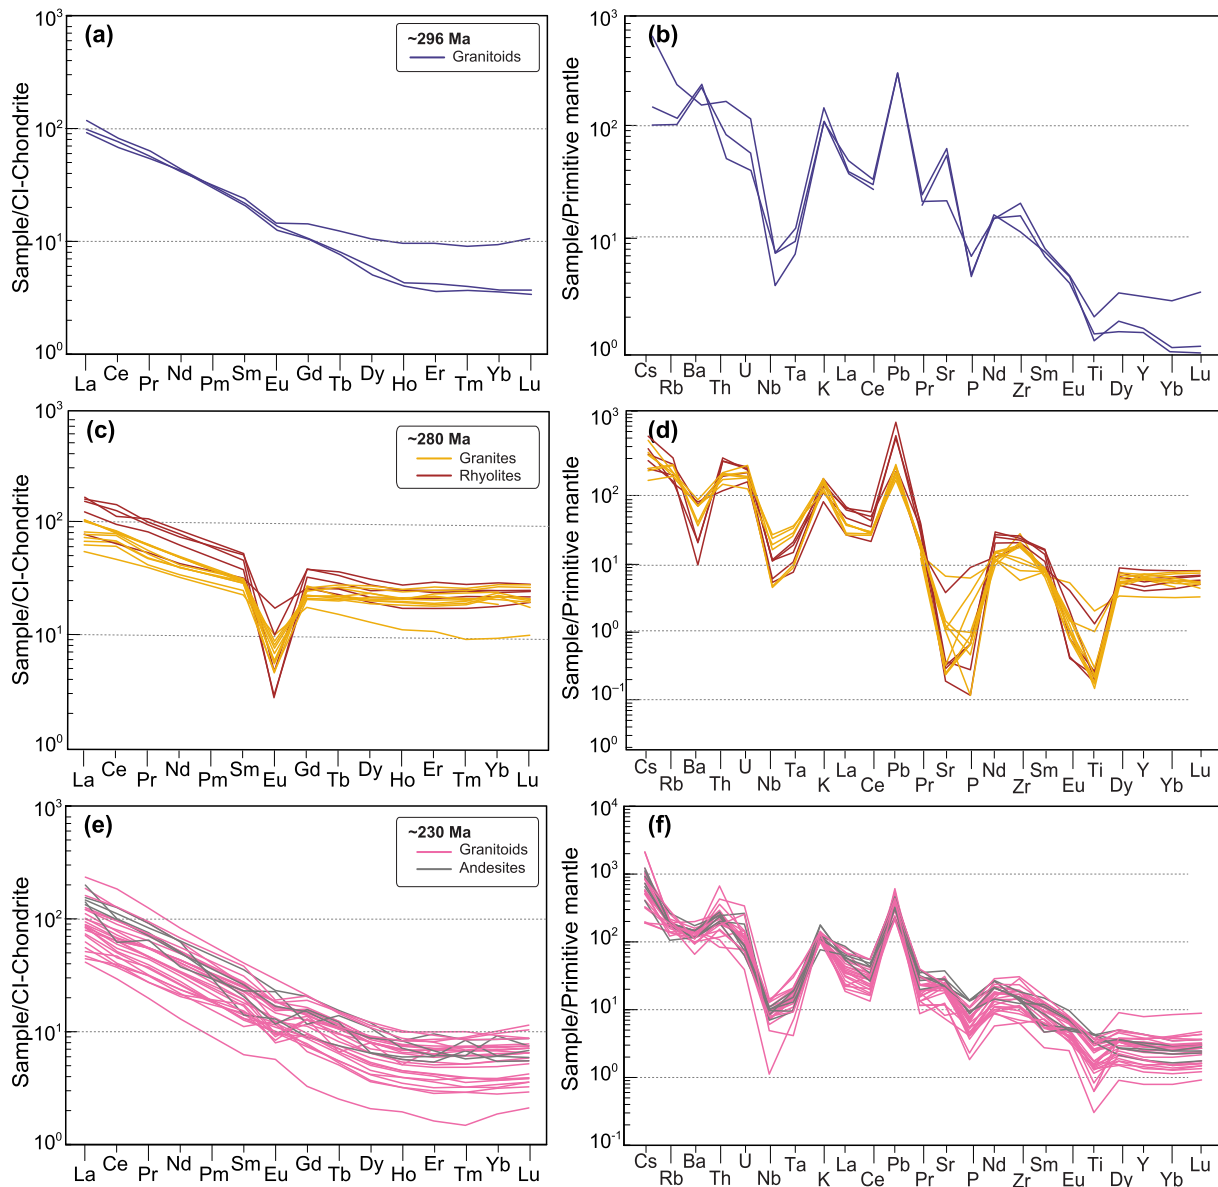 (a)
~296 Ma
Granitoids
Sample/CI-Chondrite
10³
10²
10¹
10⁰
La Ce Pr Nd Pm Sm Eu Gd Tb Dy Ho Er Tm Yb Lu
(b)
Sample/Primitive mantle
10³
10²
10
10⁰
Cs Rb Ba Th U Nb Ta K La Ce Pb Pr Sr P Nd Zr Sm Eu Ti Dy Y Yb Lu
(c)
~280 Ma
Granites
Rhyolites
Sample/CI-Chondrite
10³
10²
10¹
10⁰
La Ce Pr Nd Pm Sm Eu Gd Tb Dy Ho Er Tm Yb Lu
(d)
Sample/Primitive mantle
10³
10²
10¹
10⁰
10⁻¹
10⁰
Cs Rb Ba Th U Nb Ta K La Ce Pb Pr Sr P Nd Zr Sm Eu Ti Dy Y Yb Lu
(e)
~230 Ma
Granitoids
Andesites
Sample/CI-Chondrite
10³
10²
10¹
10⁰
La Ce Pr Nd Pm Sm Eu Gd Tb Dy Ho Er Tm Yb Lu
(f)
Sample/Primitive mantle
10⁴
10³
10²
10¹
10⁰
10⁻¹
Cs Rb Ba Th U Nb Ta K La Ce Pb Pr Sr P Nd Zr Sm Eu Ti Dy Y Yb Lu